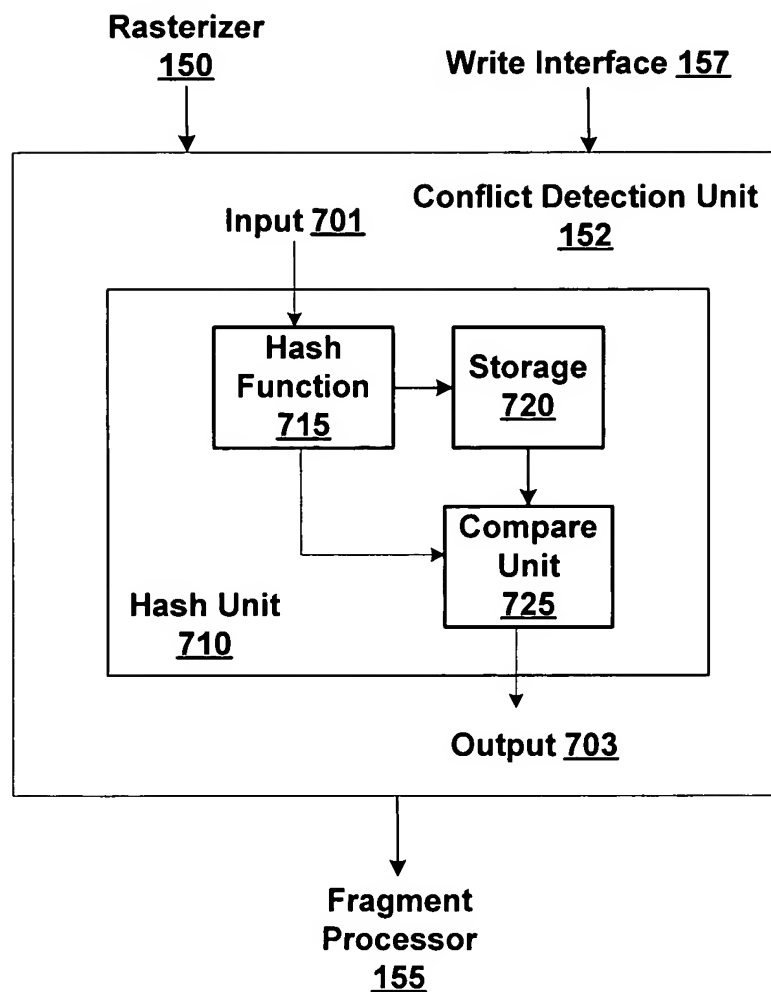 Rasterizer
150
Write Interface 157
Conflict Detection Unit
152
Input 701
Hash
Function
715
Storage
720
Compare
Unit
725
Hash Unit
710
Output 703
Fragment
Processor
155